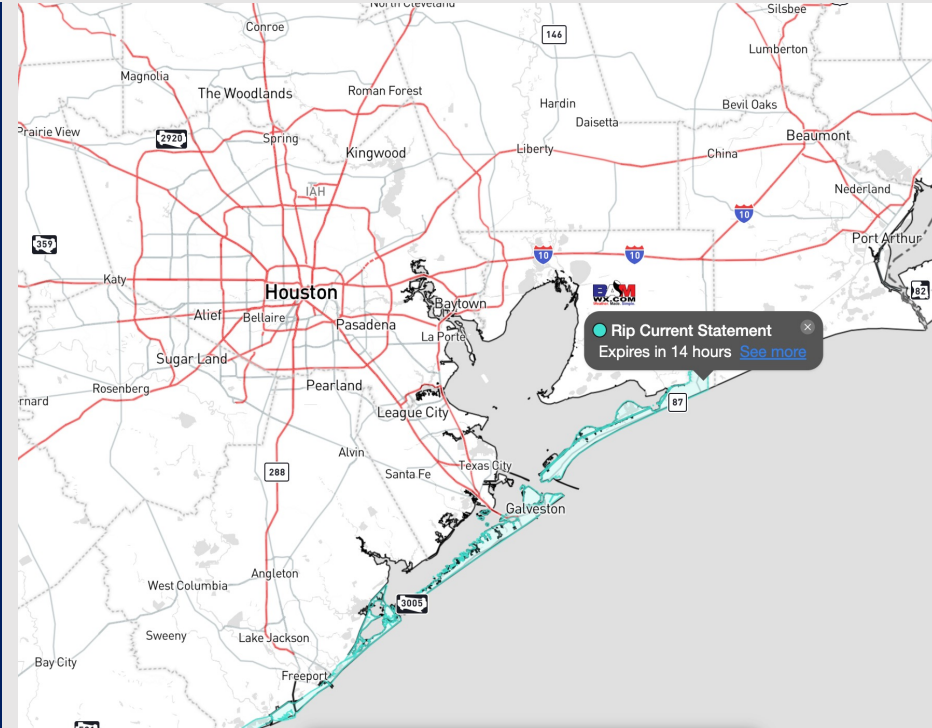 North Cleveland
Silsbee
Conroe
146
Lumberton
Magnolia
The Woodlands
Roman Forest
Hardin
Bevil Oaks
Daisetta
Prairie View
2920
Spring
Beaumont
Kingwood
Liberty
China
IAH
Nederland
10
359
Port Arthur
10
10
Katy
82
Houston
BAM
WX.COM
Baytown
Alief
Bellaire
Pasadena
La Porte
Rip Current Statement
Expires in 14 hours See more
Sugar Land
Rosenberg
Pearland
87
League City
Alvin
Texas City
Santa Fe
288
Galveston
Angleton
West Columbia
3005
Sweeny
Lake Jackson
Bay City
Freeport